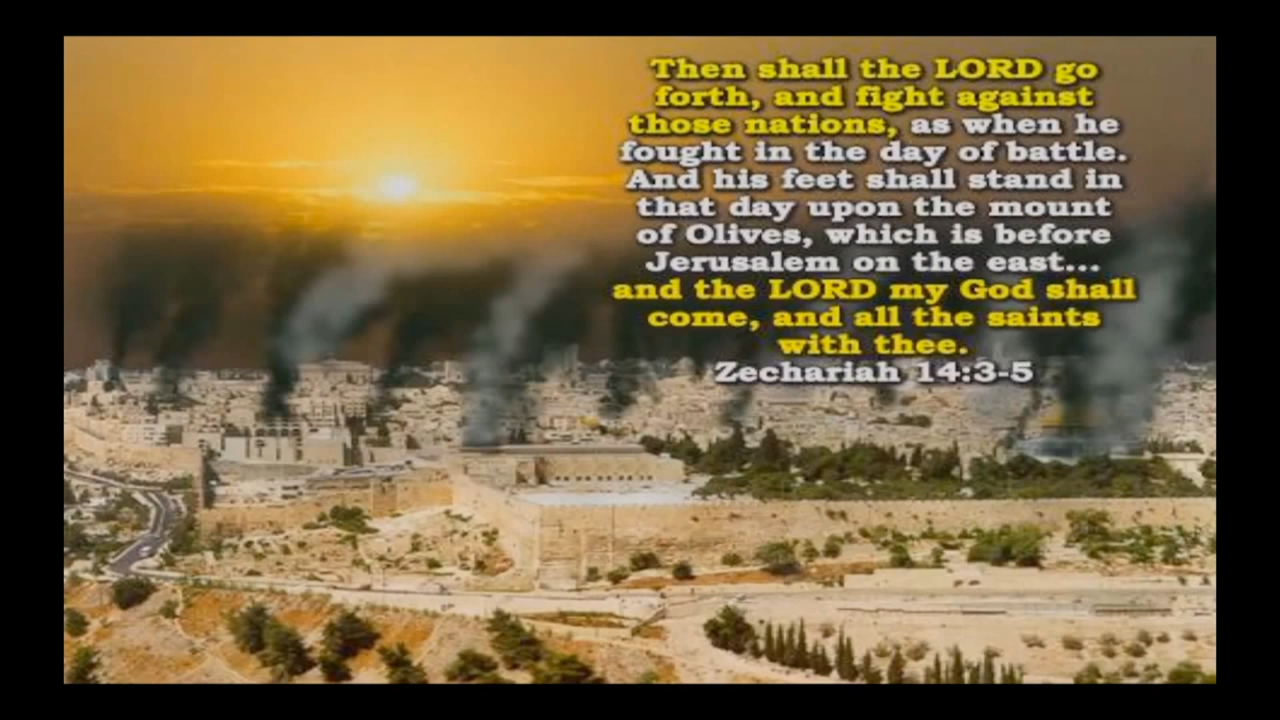 Then shall the LORD go
forth, and fight against
those nations, as when he
fought in the day of battle.
And his feet shall stand in
that day upon the mount
of Olives, which is before
Jerusalem on the east...
and the LORD my God shall
come, and all the saints
with thee.
Zechariah 14:3-5